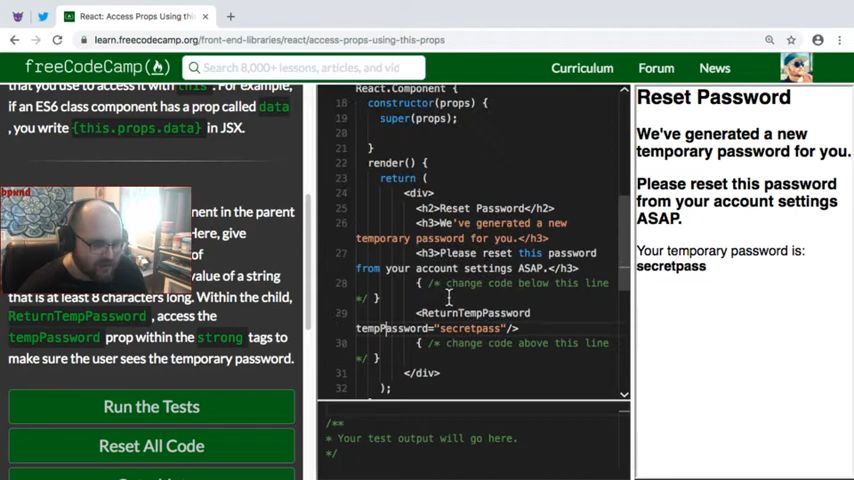 React: Access Props Using this
learn.freecodecamp.org/front-end-libraries/react/access-props-using-this-props
freeCodeCamp
Search 8,000+ lessons, articles, and vid
Curriculum
Forum
News
that you use to access it with this . For example,
if an ES6 class component has a prop called data
, you write {this.props.data} in JSX.
nent in the parent
Here, give
of
value of a string
that is at least 8 characters long. Within the child,
ReturnTempPassword , access the
tempPassword prop within the strong tags to
make sure the user sees the temporary password.
Run the Tests
Reset All Code
React.Component {
18 constructor(props) {
19 super(props);
20
21 }
22 render() {
23 return (
24 <div>
25 <h2>Reset Password</h2>
26 <h3>We've generated a new
temporary password for you.</h3>
27 <h3>Please reset this password
from your account settings ASAP.</h3>
28 { /* change code below this line
*/ }
29 <ReturnTempPassword
tempPassword="secretpass"/>
30 { /* change code above this line
*/ }
31 </div>
32 );
/**
* Your test output will go here.
*/
Reset Password
We've generated a new
temporary password for you.
Please reset this password
from your account settings
ASAP.
Your temporary password is:
secretpass